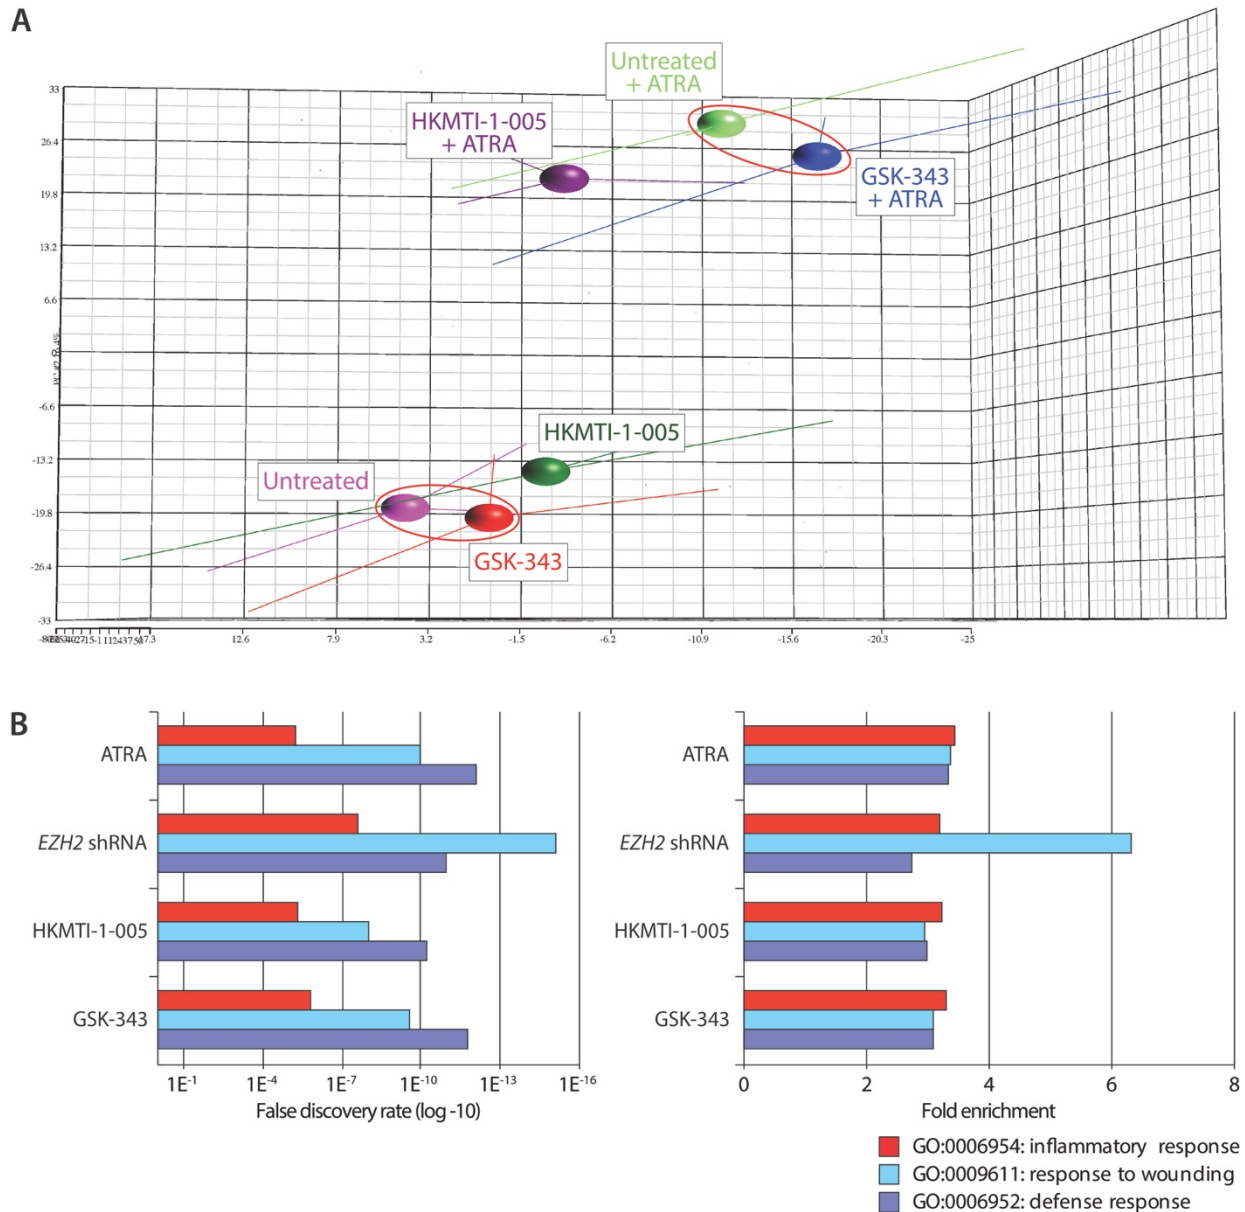 A
Untreated
+ ATRA
HKMTI-1-005
+ ATRA
GSK-343
+ ATRA
33
26.4
19.8
13.2
6.6
0
-6.6
-13.2
-19.8
-26.4
-33
HKMTI-1-005
Untreated
GSK-343
12.6 7.9 3.2 -1.5 -6.2 -10.9 -15.6 -20.3 -25
B
ATRA
EZH2 shRNA
HKMTI-1-005
GSK-343
1E-1 1E-4 1E-7 1E-10 1E-13 1E-16
False discovery rate (log -10)
ATRA
EZH2 shRNA
HKMTI-1-005
GSK-343
0 2 4 6 8
Fold enrichment
GO:0006954: inflammatory response
GO:0009611: response to wounding
GO:0006952: defense response